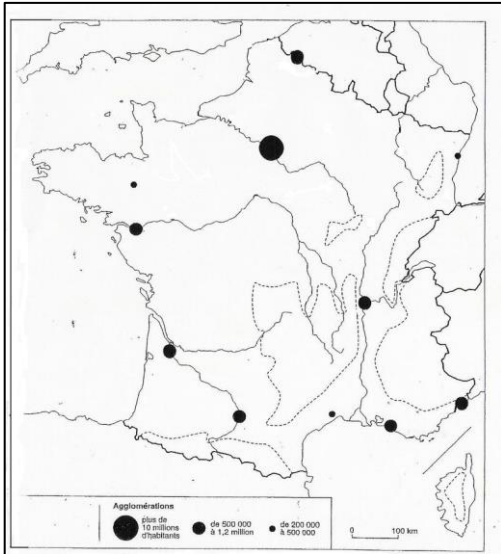 Agglomérations
plus de
10 millions
d'habitants
de 500 000
à 1,2 million
de 200 000
à 500 000
0 100 km